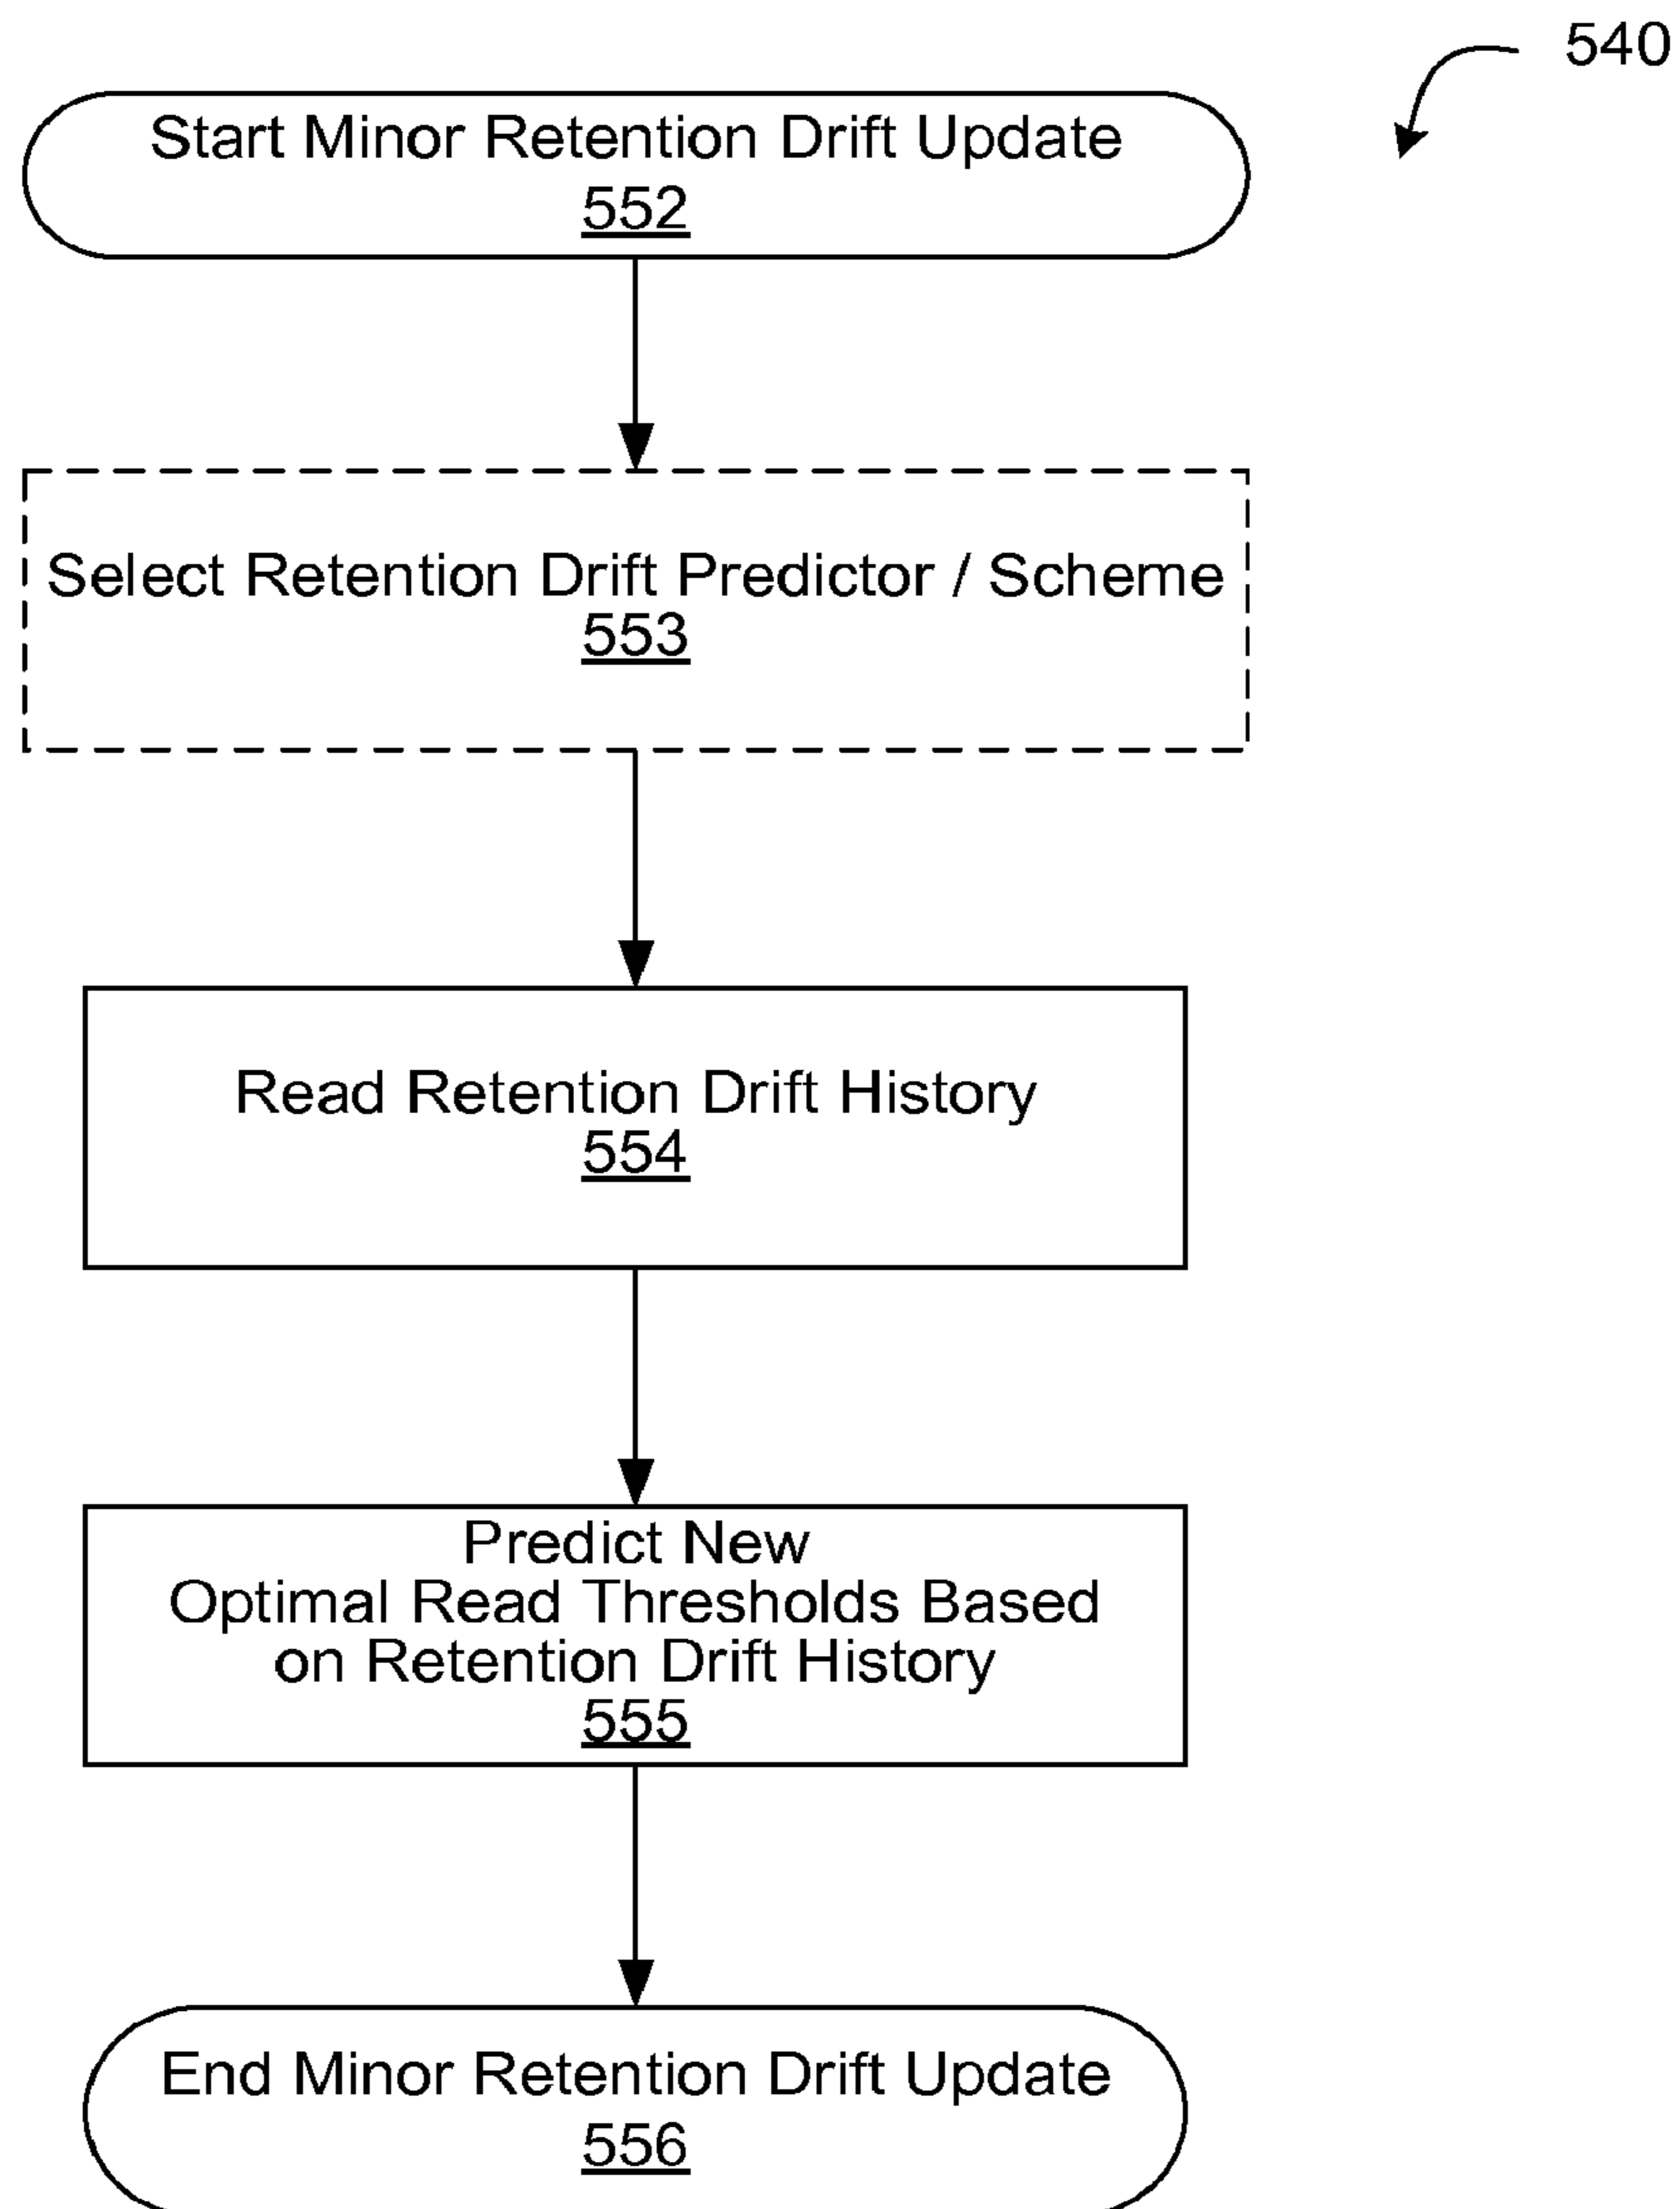 540
Start Minor Retention Drift Update
552
Select Retention Drift Predictor / Scheme
553
Read Retention Drift History
554
Predict New
Optimal Read Thresholds Based
on Retention Drift History
555
End Minor Retention Drift Update
556